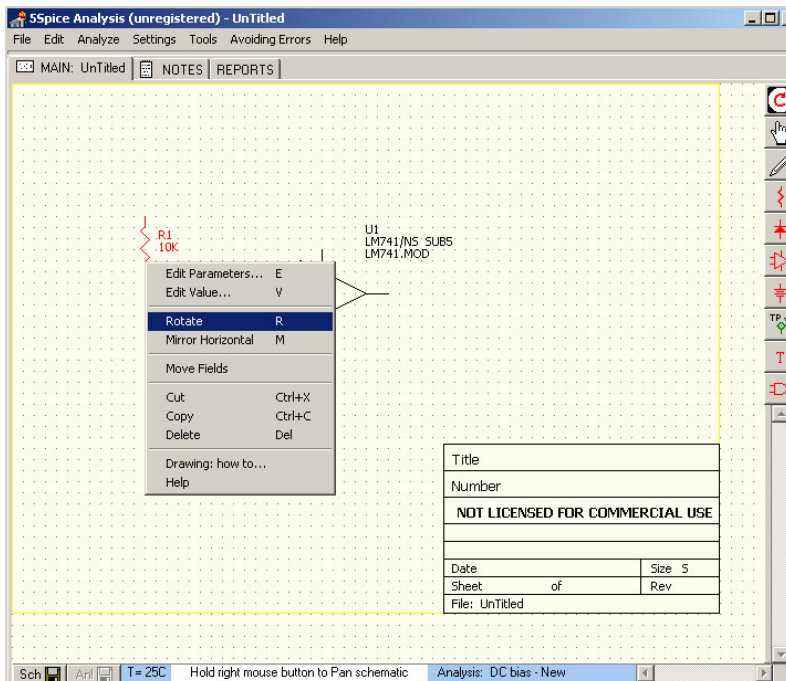 5Spice Analysis (unregistered) - UnTitled
File Edit Analyze Settings Tools Avoiding Errors Help
MAIN: UnTitled NOTES REPORTS
R1
10K
U1
LM741/NS SUB5
LM741.MOD
Edit Parameters... E
Edit Value... V
Rotate R
Mirror Horizontal M
Move Fields
Cut Ctrl+X
Copy Ctrl+C
Delete Del
Drawing: how to...
Help
TP
T
Title
Number
NOT LICENSED FOR COMMERCIAL USE
Date Size S
Sheet of Rev
File: UnTitled
Sch Anl T= 25C Hold right mouse button to Pan schematic Analysis: DC bias - New